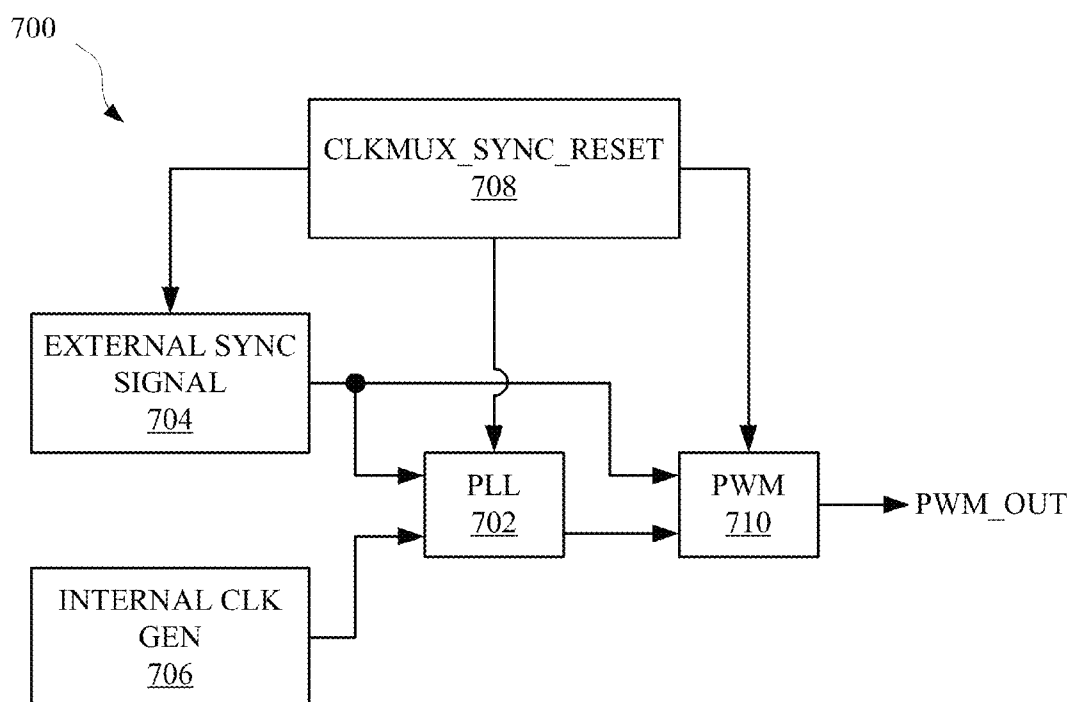 700
CLKMUX_SYNC_RESET
708
EXTERNAL SYNC
SIGNAL
704
PLL
702
PWM
710
PWM_OUT
INTERNAL CLK
GEN
706